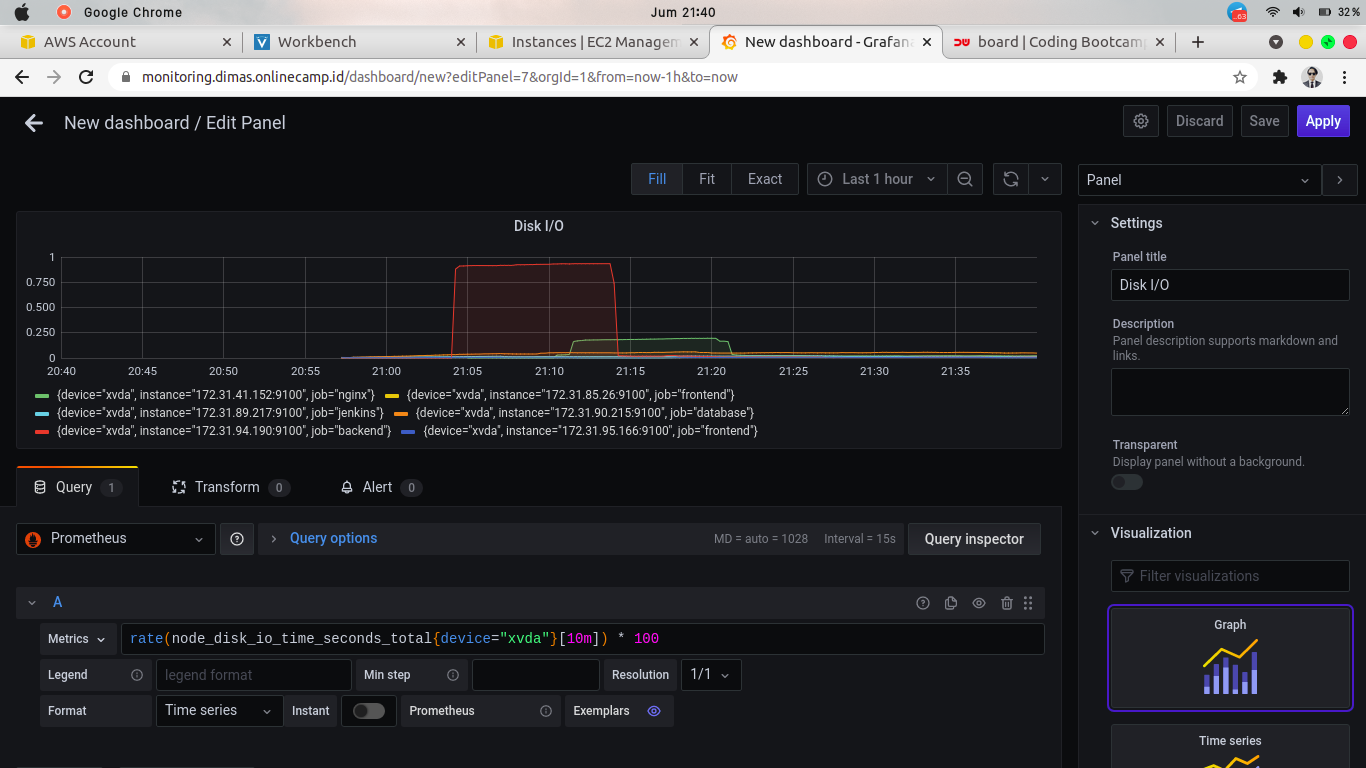 Google Chrome
Jum 21:40
63
32%
AWS Account
Workbench
Instances | EC2 Managem
New dashboard - Grafana
board | Coding Bootcamp
monitoring.dimas.onlinecamp.id/dashboard/new?editPanel=7&orgId=1&from=now-1h&to=now
New dashboard / Edit Panel
Discard
Save
Apply
Fill
Fit
Exact
Last 1 hour
Panel
Disk I/O
1
0.750
0.500
0.250
0
20:40
20:45
20:50
20:55
21:00
21:05
21:10
21:15
21:20
21:25
21:30
21:35
{device="xvda", instance="172.31.41.152:9100", job="nginx"}
{device="xvda", instance="172.31.85.26:9100", job="frontend"}
{device="xvda", instance="172.31.89.217:9100", job="jenkins"}
{device="xvda", instance="172.31.90.215:9100", job="database"}
{device="xvda", instance="172.31.94.190:9100", job="backend"}
{device="xvda", instance="172.31.95.166:9100", job="frontend"}
Query 1
Transform 0
Alert 0
Prometheus
Query options
MD = auto = 1028
Interval = 15s
Query inspector
A
Metrics
rate(node_disk_io_time_seconds_total{device="xvda"}[10m]) * 100
Legend
legend format
Min step
Resolution
1/1
Format
Time series
Instant
Prometheus
Exemplars
Settings
Panel title
Disk I/O
Description
Panel description supports markdown and
links.
Transparent
Display panel without a background.
Visualization
Filter visualizations
Graph
Time series